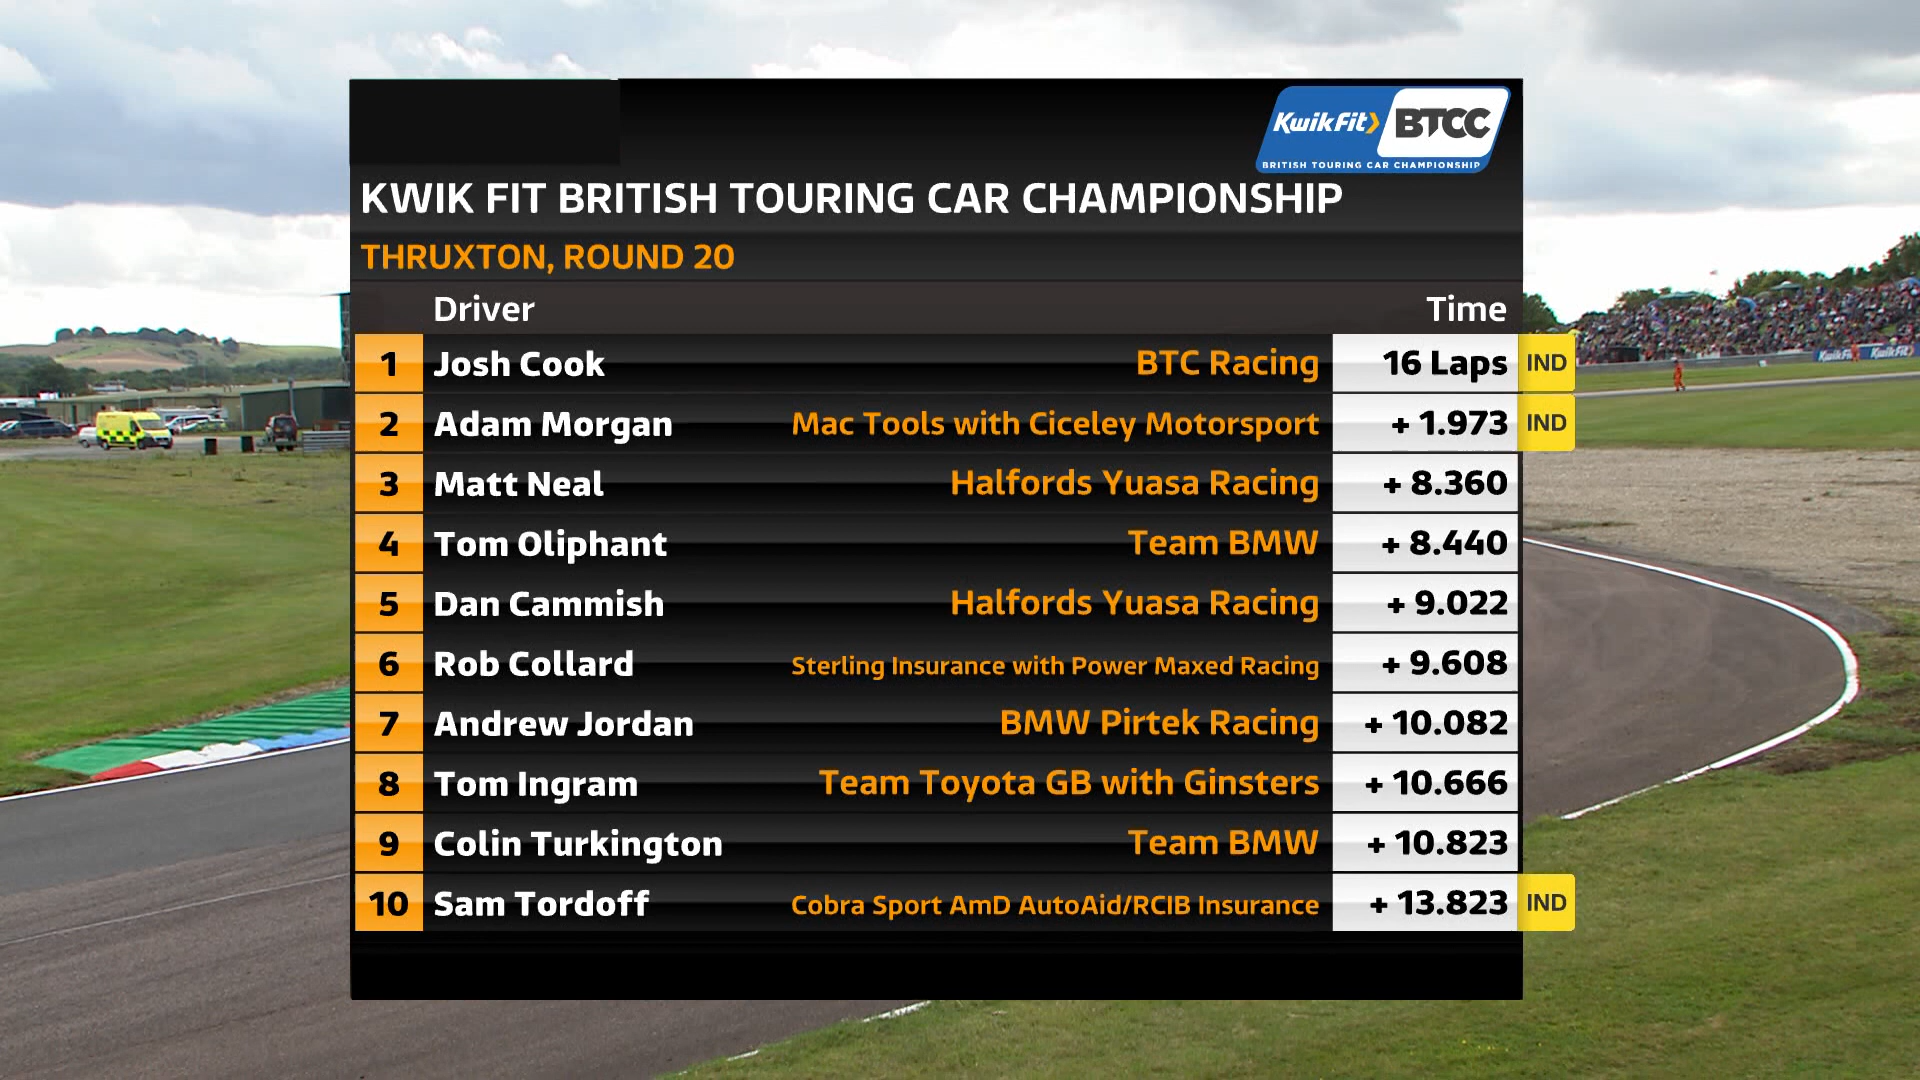 KwikFit BTCC
BRITISH TOURING CAR CHAMPIONSHIP
KWIK FIT BRITISH TOURING CAR CHAMPIONSHIP
THRUXTON, ROUND 20
Driver Time
1 Josh Cook BTC Racing 16 Laps IND
2 Adam Morgan Mac Tools with Ciceley Motorsport + 1.973 IND
3 Matt Neal Halfords Yuasa Racing + 8.360
4 Tom Oliphant Team BMW + 8.440
5 Dan Cammish Halfords Yuasa Racing + 9.022
6 Rob Collard Sterling Insurance with Power Maxed Racing + 9.608
7 Andrew Jordan BMW Pirtek Racing + 10.082
8 Tom Ingram Team Toyota GB with Ginsters + 10.666
9 Colin Turkington Team BMW + 10.823
10 Sam Tordoff Cobra Sport AmD AutoAid/RCIB Insurance + 13.823 IND